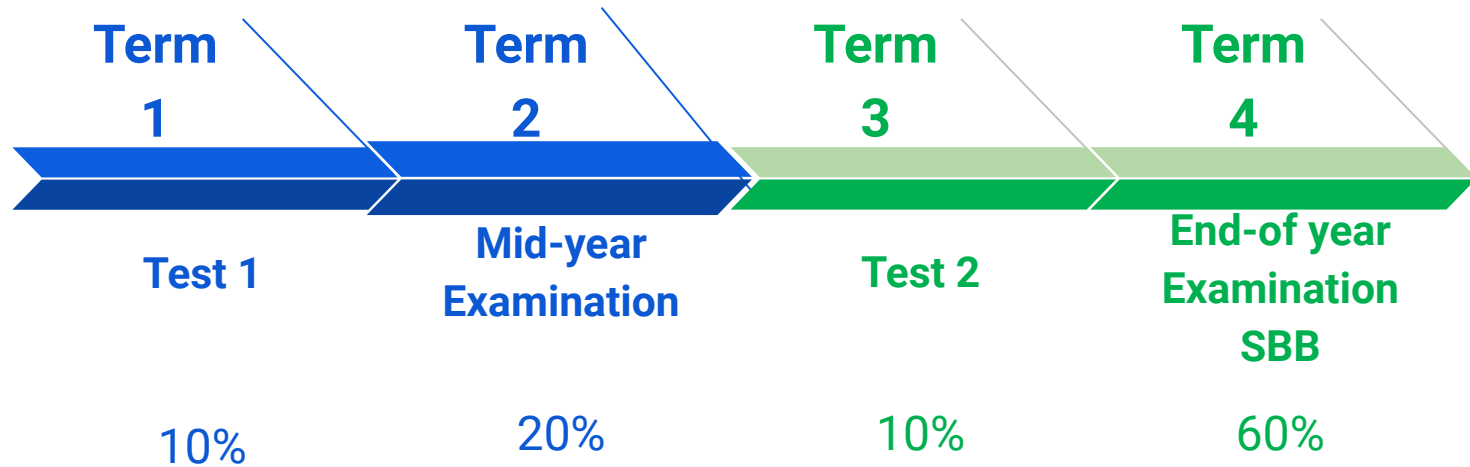 Term
1
Term
2
Term
3
Term
4
Test 1
Mid-year
Examination
Test 2
End-of year
Examination
SBB
10%
20%
10%
60%